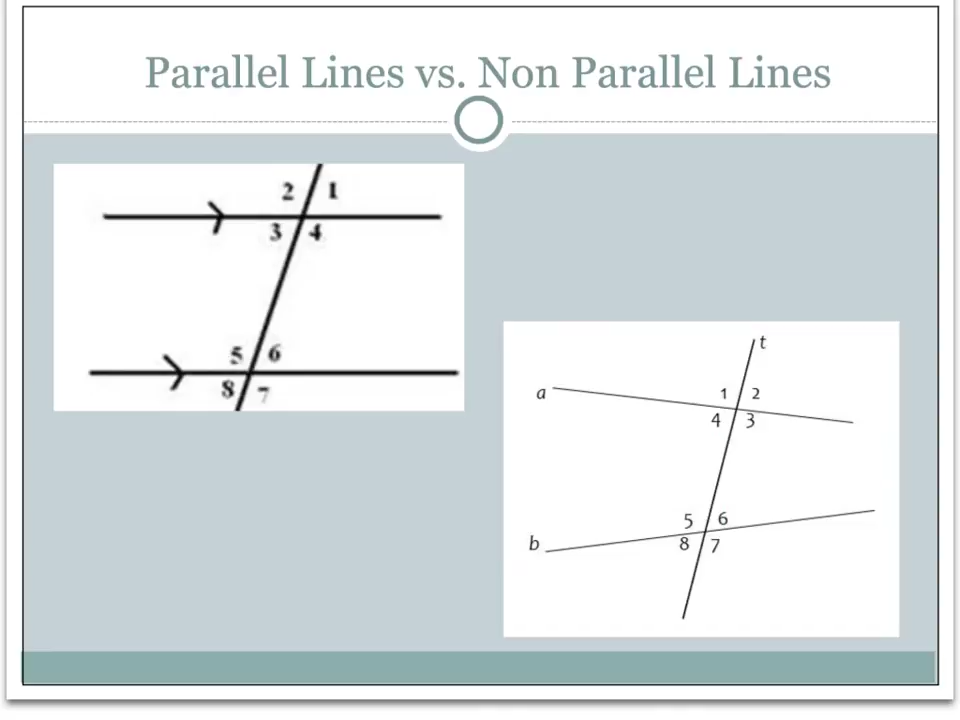 Parallel Lines vs. Non Parallel Lines
2 1
3 4
5 6
8 7
t
a 1 2
4 3
5 6
b 8 7